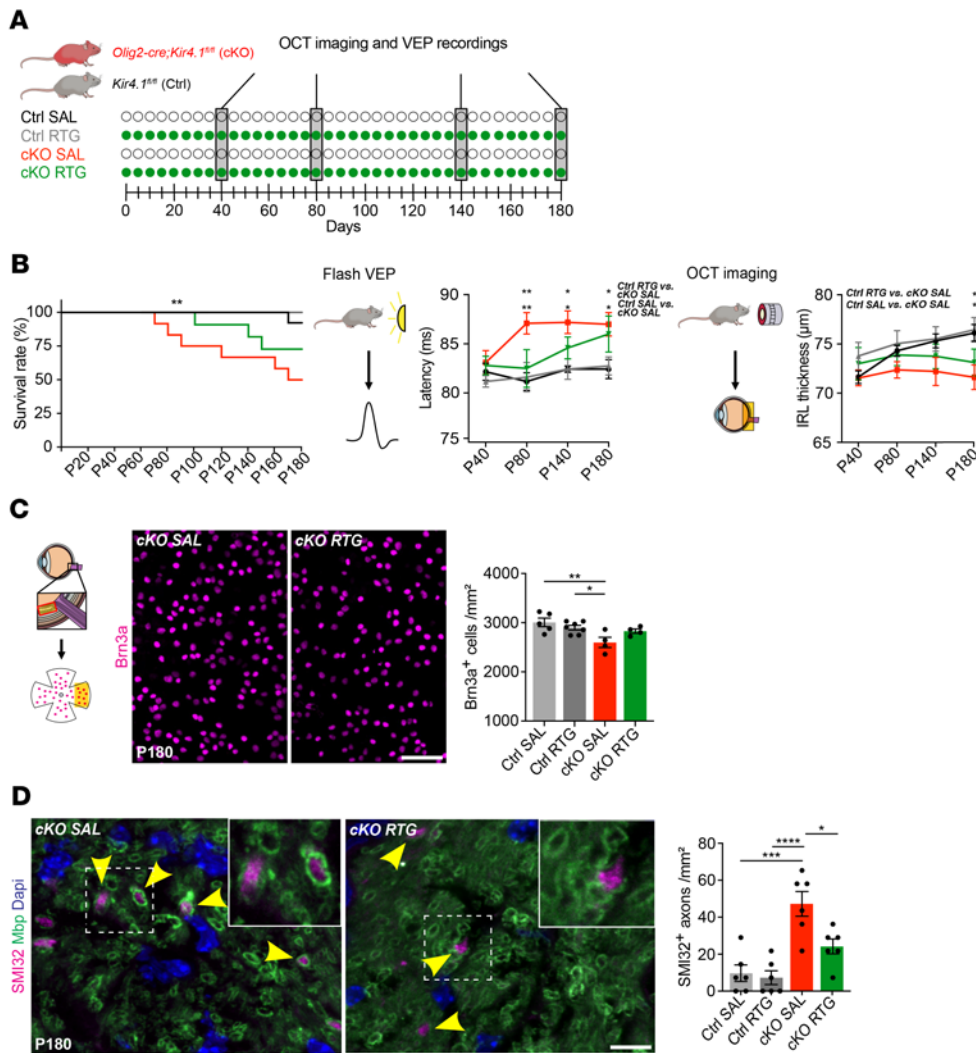 A
OCT imaging and VEP recordings
Olig2-cre;Kir4.1fl/fl (cKO)
Kir4.1fl/fl (Ctrl)
Ctrl SAL
Ctrl RTG
cKO SAL
cKO RTG
0 20 40 60 80 100 120 140 160 180
Days
B
Flash VEP
OCT imaging
Survival rate (%)
100
75
50
25
0
**
P20 P40 P60 P80 P100 P120 P140 P160 P180
Latency (ms)
90
85
80
75
** * *
** * *
Ctrl RTG vs.
cKO SAL
Ctrl SAL vs.
cKO SAL
P40 P80 P140 P180
IRL thickness (µm)
85
80
75
70
65
Ctrl RTG vs. cKO SAL *
Ctrl SAL vs. cKO SAL *
P40 P80 P140 P180
C
Brn3a
cKO SAL
cKO RTG
P180
Brn3a+ cells /mm²
4000
3000
2000
1000
**
*
Ctrl SAL
Ctrl RTG
cKO SAL
cKO RTG
D
SMI32 Mbp Dapi
cKO SAL
cKO RTG
P180
SMI32+ axons /mm²
80
60
40
20
0
*
****
***
Ctrl SAL
Ctrl RTG
cKO SAL
cKO RTG